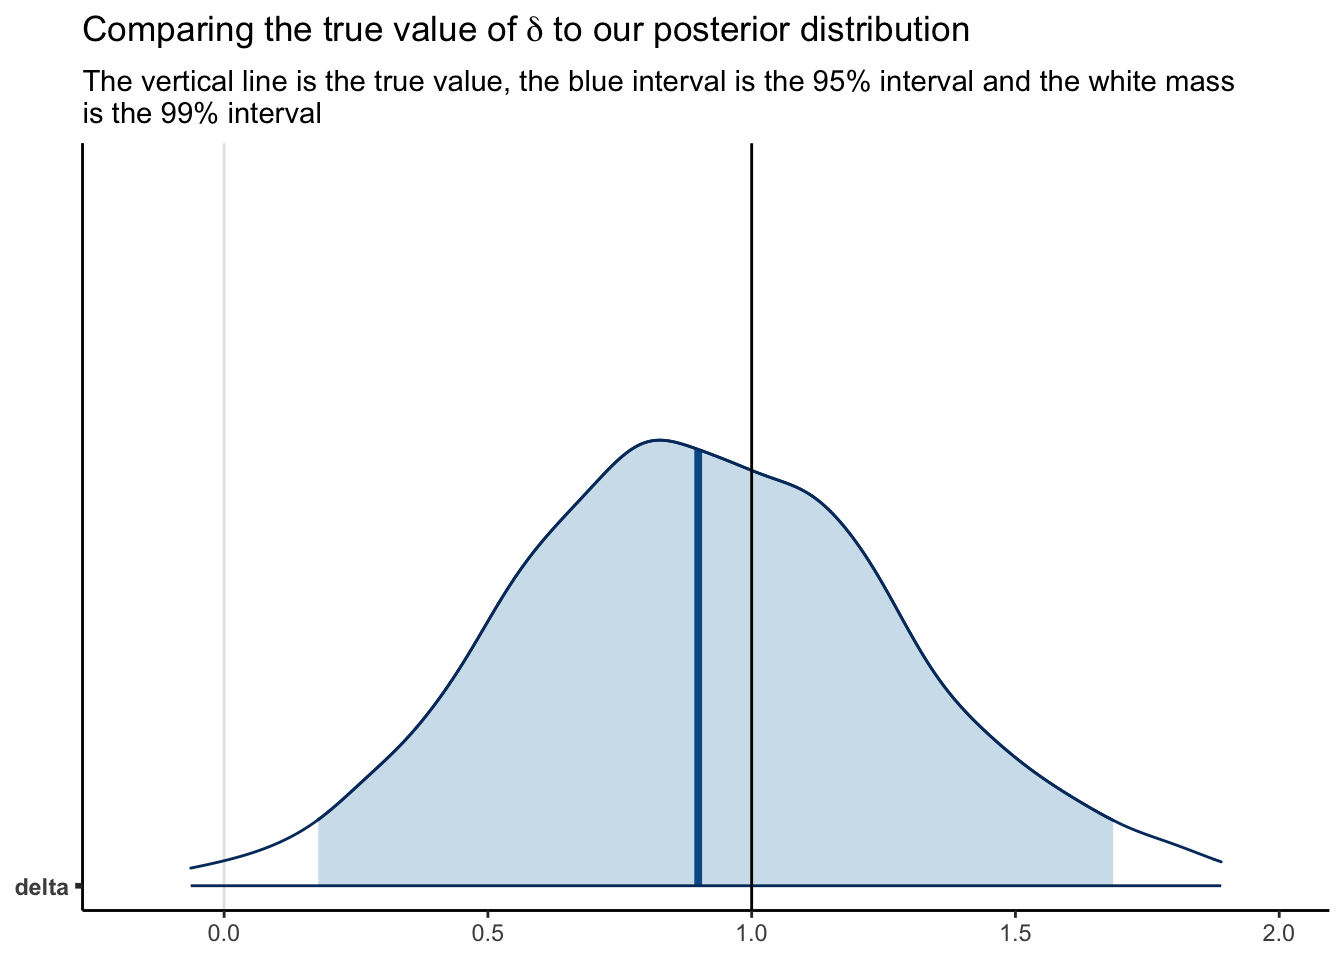 Comparing the true value of δ to our posterior distribution
The vertical line is the true value, the blue interval is the 95% interval and the white mass
is the 99% interval
delta
0.0 0.5 1.0 1.5 2.0